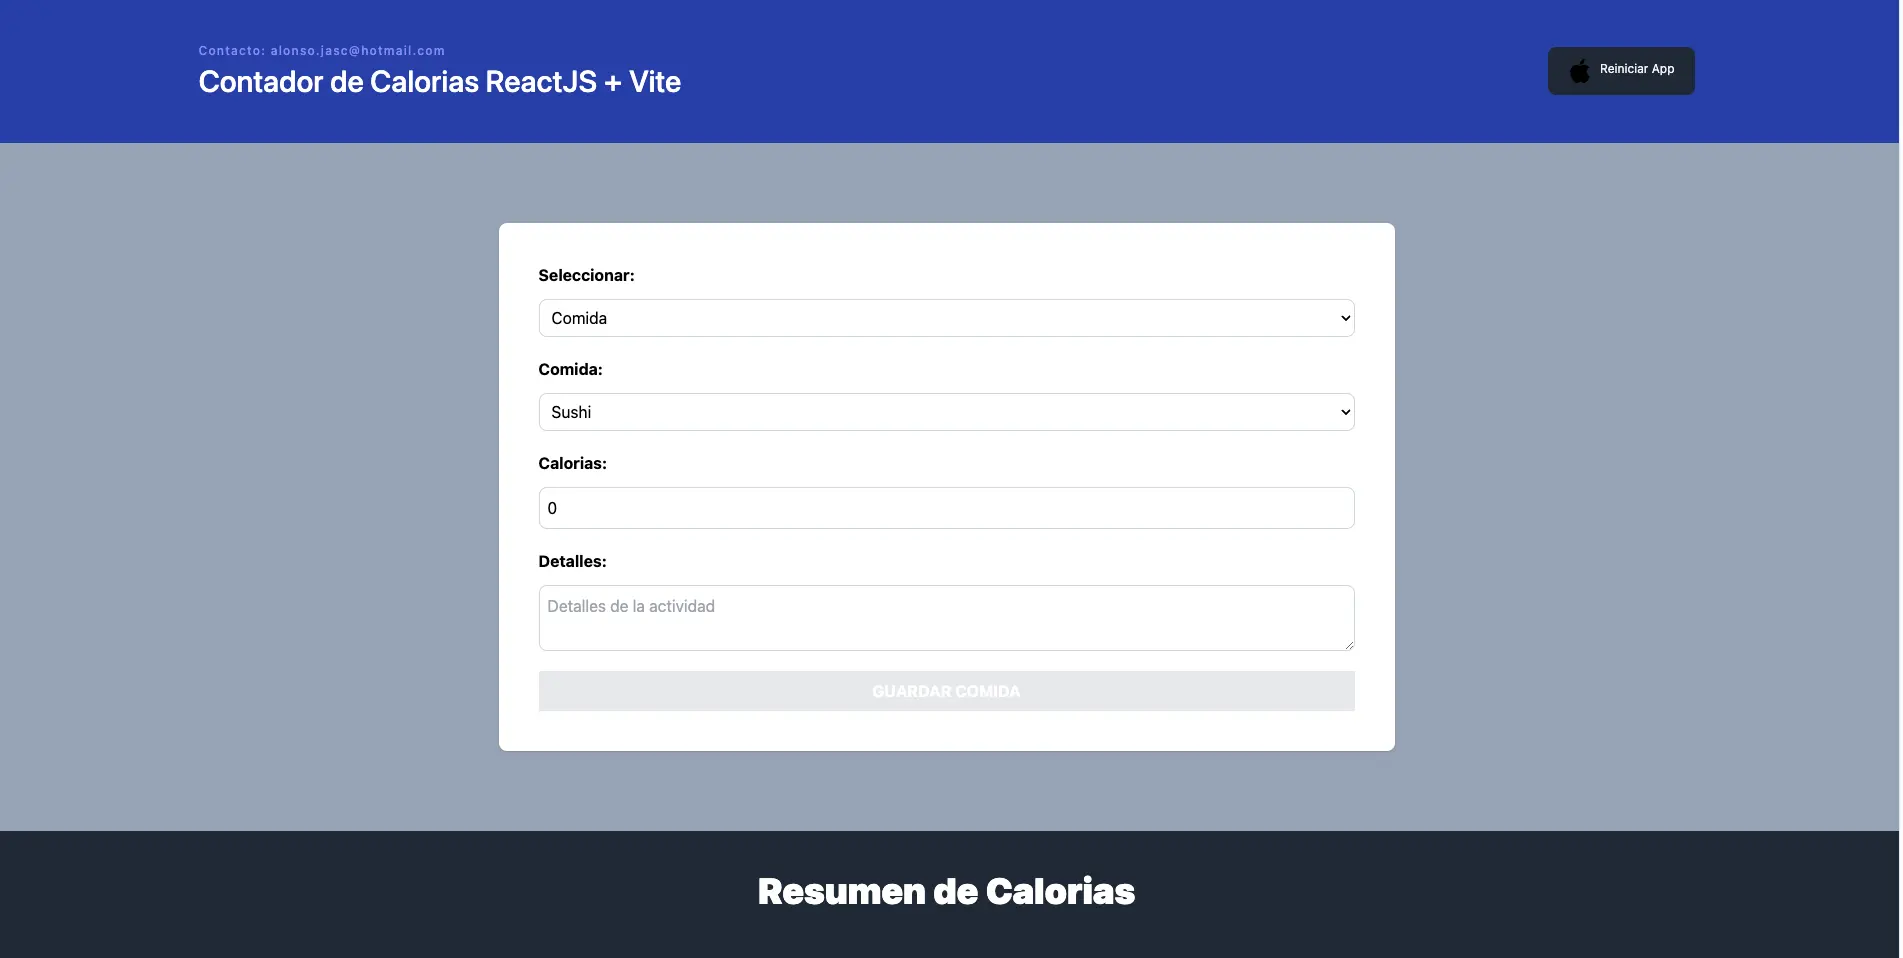 Contacto: alonso.jasc@hotmail.com
Contador de Calorias ReactJS + Vite
Reiniciar App
Seleccionar:
Comida
Comida:
Sushi
Calorias:
0
Detalles:
Detalles de la actividad
GUARDAR COMIDA
Resumen de Calorias